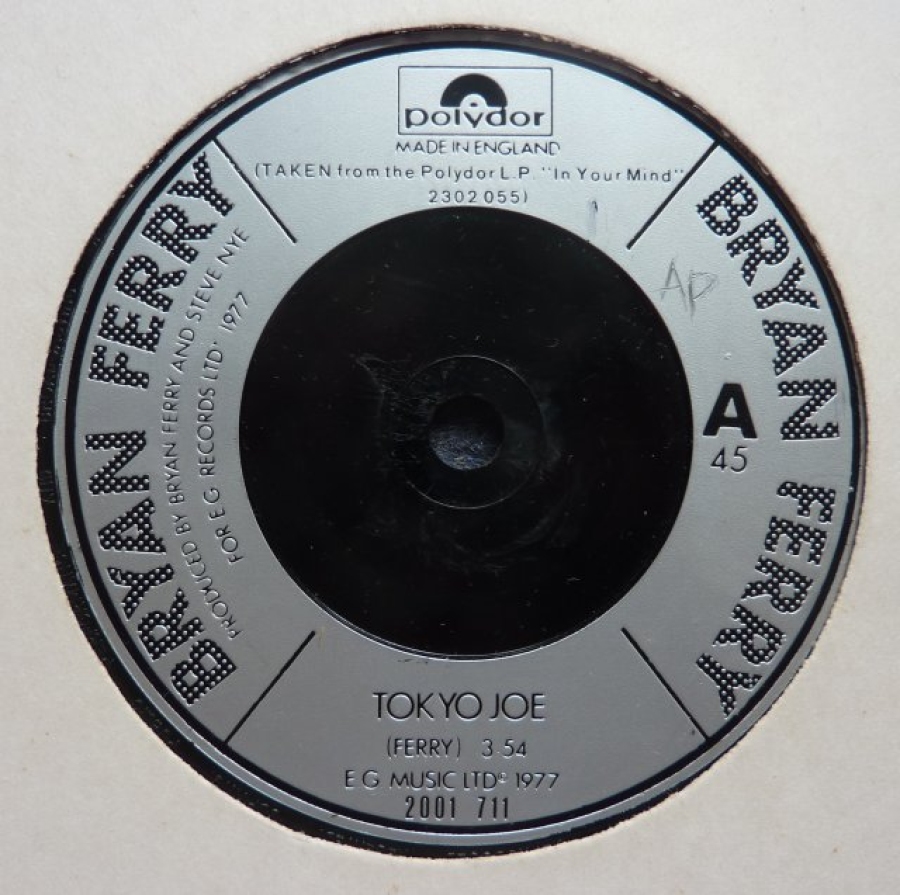 polydor
MADE IN ENGLAND
(TAKEN from the Polydor L.P. "In Your Mind"
2302 055)
BRYAN FERRY
PRODUCED BY BRYAN FERRY AND STEVE NYE
FOR E G RECORDS LTD· 1977
BRYAN FERRY
AP
A
45
TOKYO JOE
(FERRY) 3·54
E G MUSIC LTD© 1977
2001 711